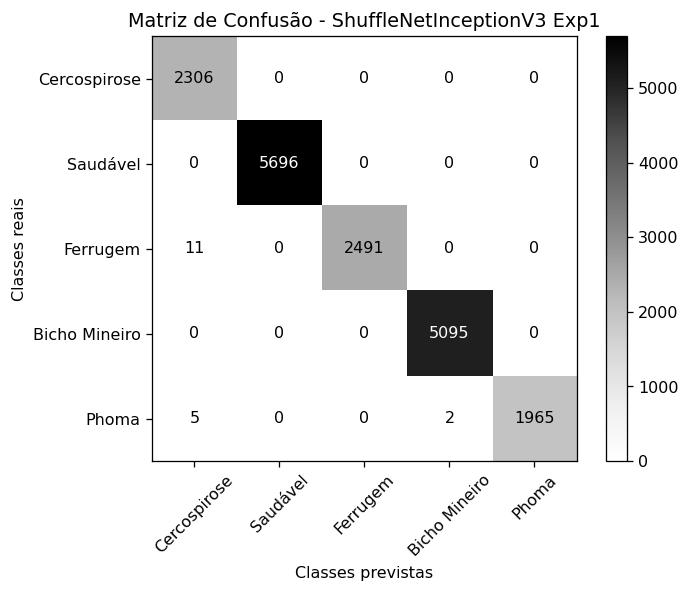 Matriz de Confusão - ShuffleNetInceptionV3 Exp1
Classes reais
Cercospirose 2306 0 0 0 0
Saudável 0 5696 0 0 0
Ferrugem 11 0 2491 0 0
Bicho Mineiro 0 0 0 5095 0
Phoma 5 0 0 2 1965
Cercospirose Saudável Ferrugem Bicho Mineiro Phoma
Classes previstas
5000
4000
3000
2000
1000
0